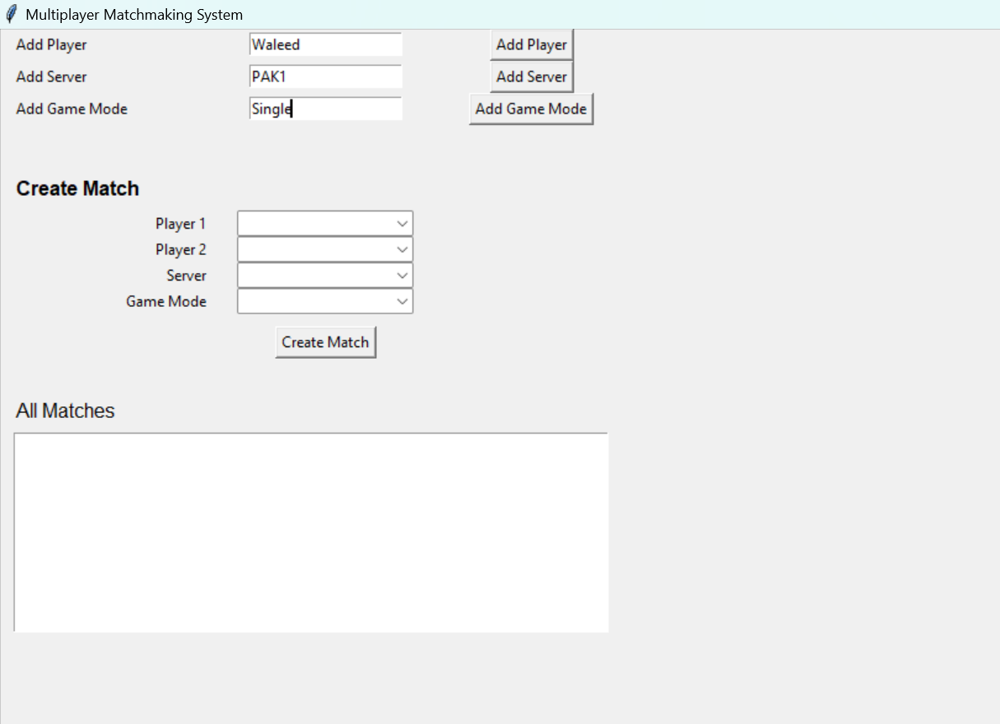 Multiplayer Matchmaking System
Add Player Waleed Add Player
Add Server PAK1 Add Server
Add Game Mode Single Add Game Mode
Create Match
Player 1
Player 2
Server
Game Mode
Create Match
All Matches